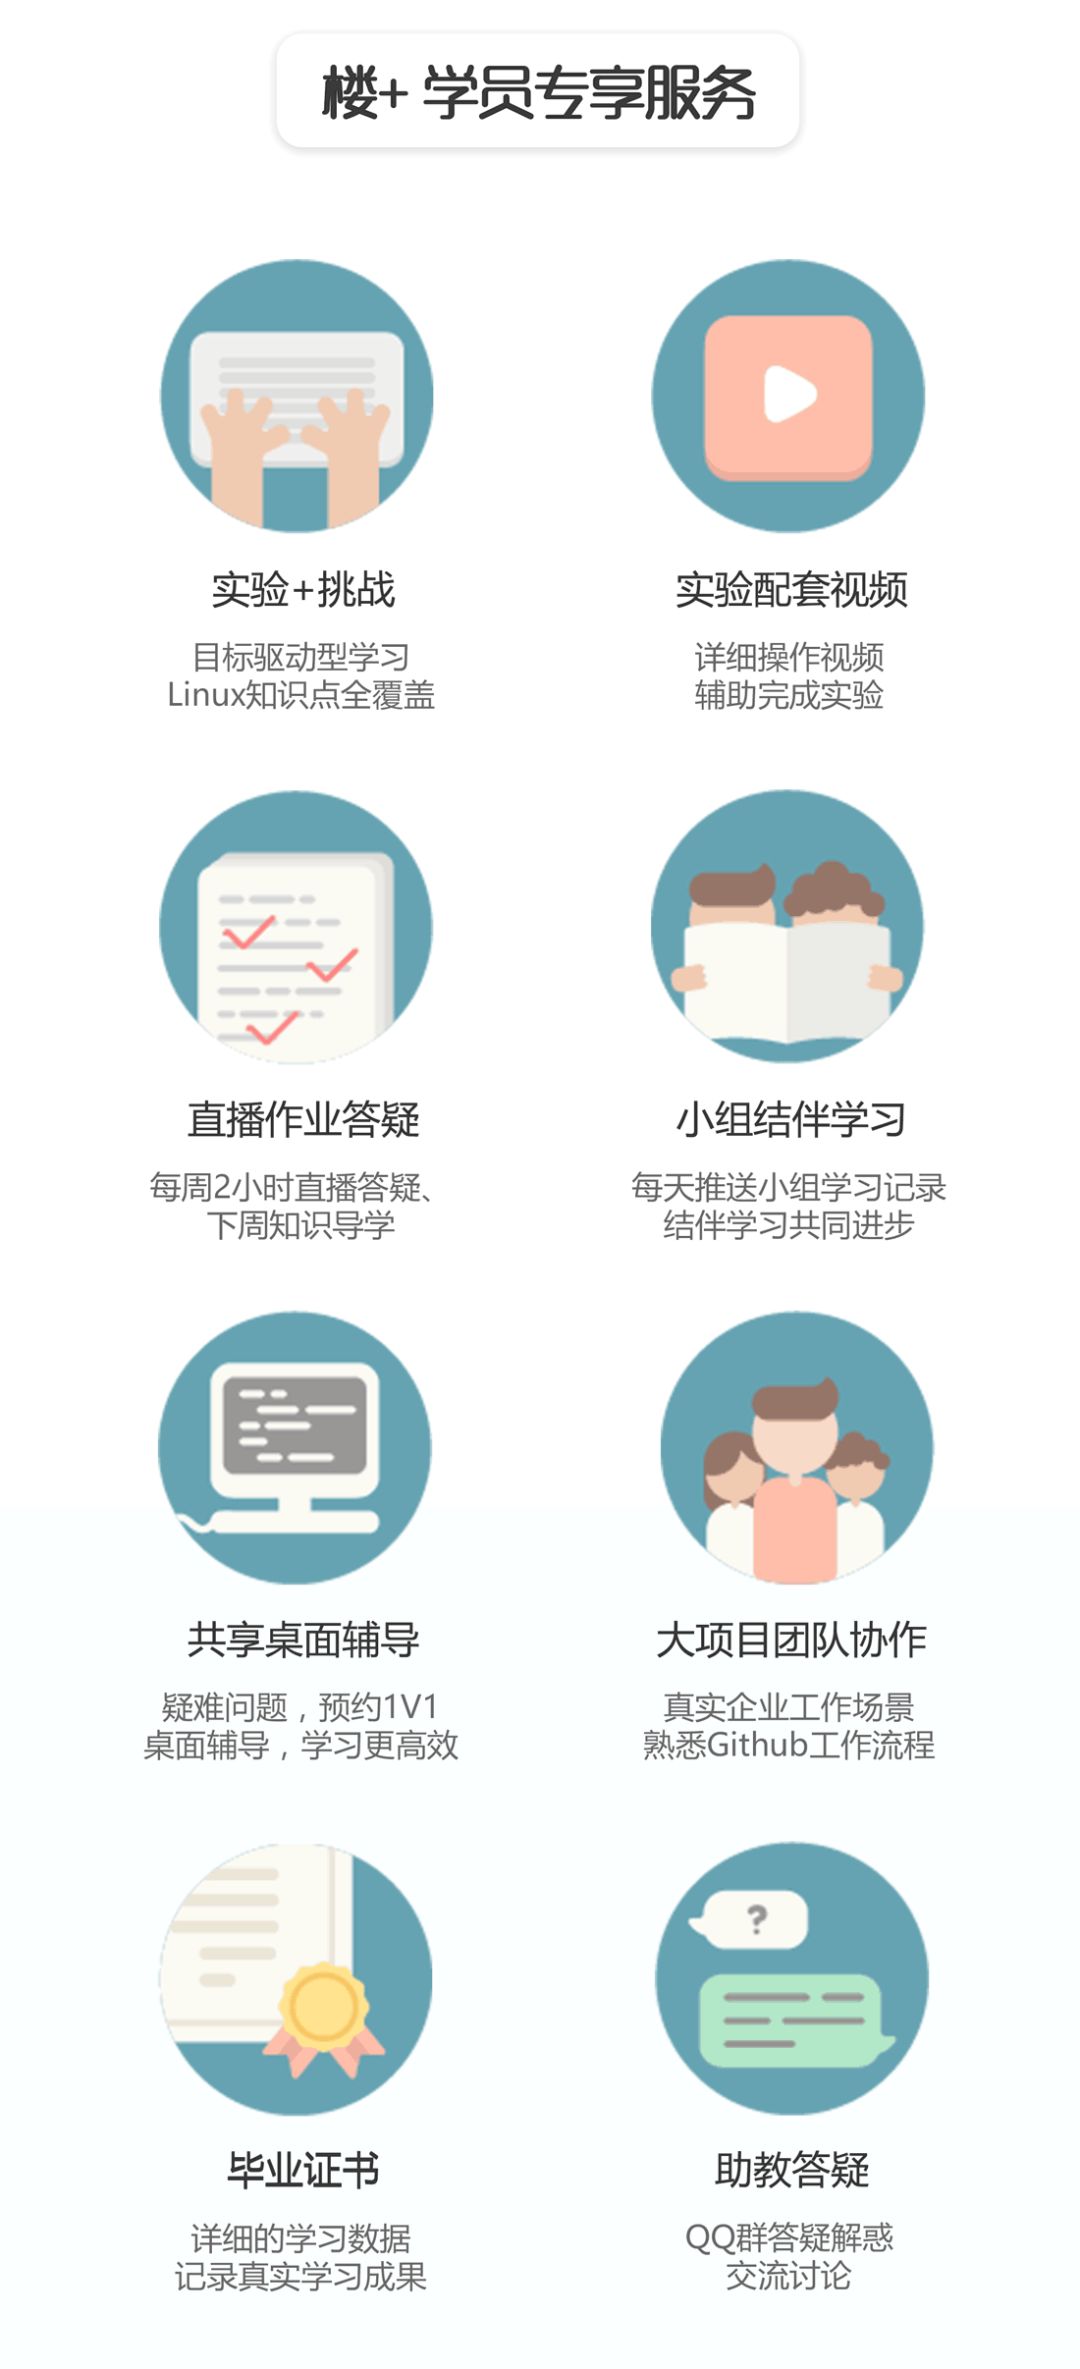 楼+ 学员专享服务
实验+挑战
目标驱动型学习
Linux知识点全覆盖
实验配套视频
详细操作视频
辅助完成实验
直播作业答疑
每周2小时直播答疑、
下周知识导学
小组结伴学习
每天推送小组学习记录
结伴学习共同进步
共享桌面辅导
疑难问题，预约1V1
桌面辅导，学习更高效
大项目团队协作
真实企业工作场景
熟悉Github工作流程
毕业证书
详细的学习数据
记录真实学习成果
?
助教答疑
QQ群答疑解惑
交流讨论